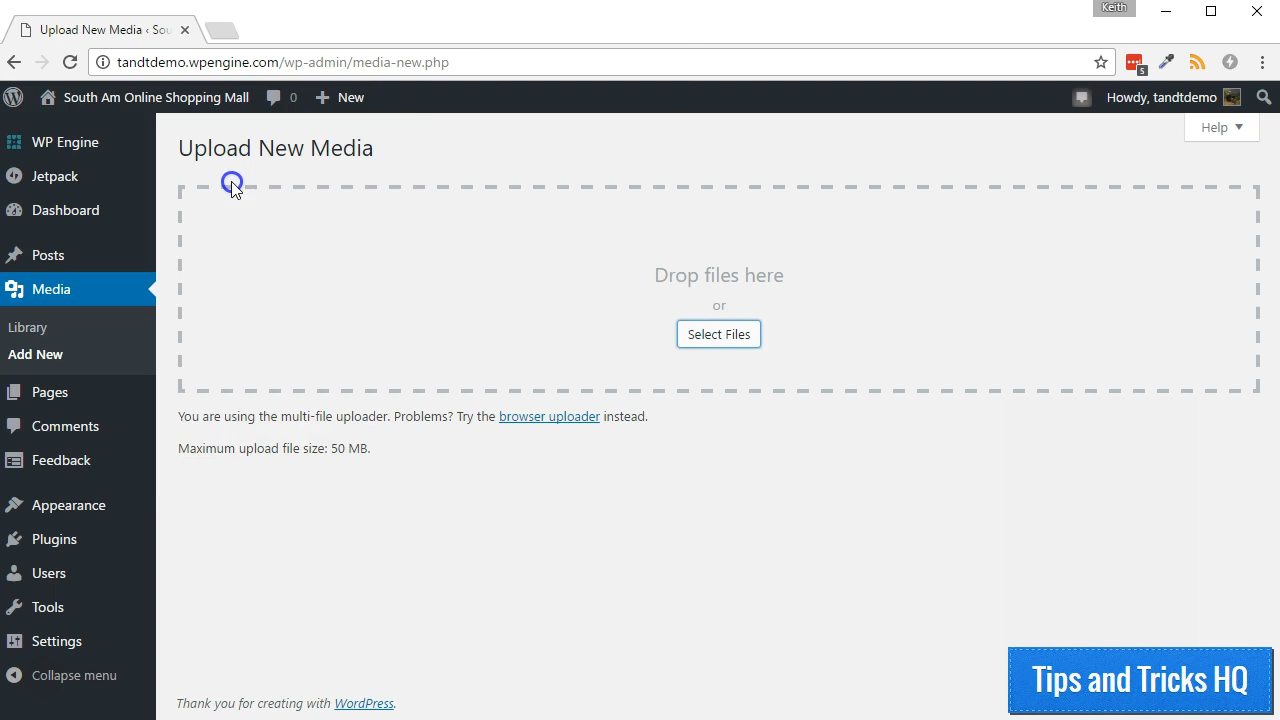 Keith
Upload New Media ‹ Sou
tandtdemo.wpengine.com/wp-admin/media-new.php
5
South Am Online Shopping Mall
0
New
Howdy, tandtdemo
Help
WP Engine
Jetpack
Dashboard
Posts
Media
Library
Add New
Pages
Comments
Feedback
Appearance
Plugins
Users
Tools
Settings
Collapse menu
Upload New Media
Drop files here
or
Select Files
You are using the multi-file uploader. Problems? Try the browser uploader instead.
Maximum upload file size: 50 MB.
Thank you for creating with WordPress.
Tips and Tricks HQ